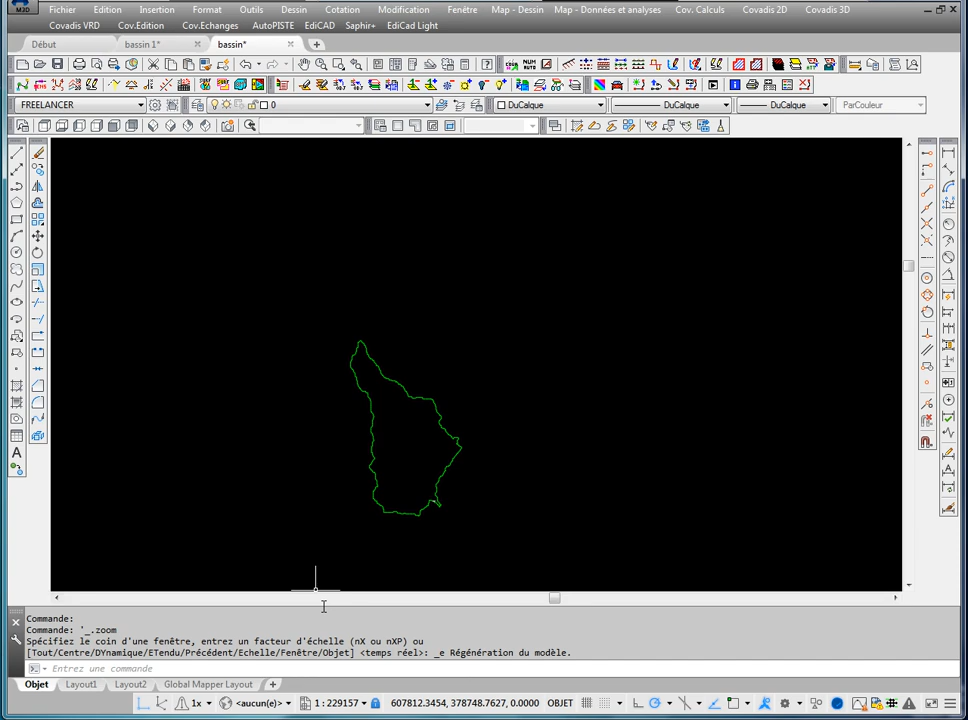 M3D
Fichier Edition Insertion Format Outils Dessin Cotation Modification Fenêtre Map - Dessin Map - Données et analyses Cov. Calculs Covadis 2D Covadis 3D
Covadis VRD Cov.Edition Cov.Echanges AutoPISTE EdiCAD Saphir+ EdiCad Light
Début bassin 1* bassin*
FREELANCER 0 DuCalque DuCalque DuCalque ParCouleur
Commande:
Commande: '_.zoom
Spécifiez le coin d'une fenêtre, entrez un facteur d'échelle (nX ou nXP) ou
[Tout/Centre/DYnamique/ETendu/Précédent/Echelle/Fenêtre/Objet] <temps réel>: _e Régénération du modèle.
Entrez une commande
Objet Layout1 Layout2 Global Mapper Layout
1x <aucun(e)> 1 : 229157 607812.3454, 378748.7627, 0.0000 OBJET